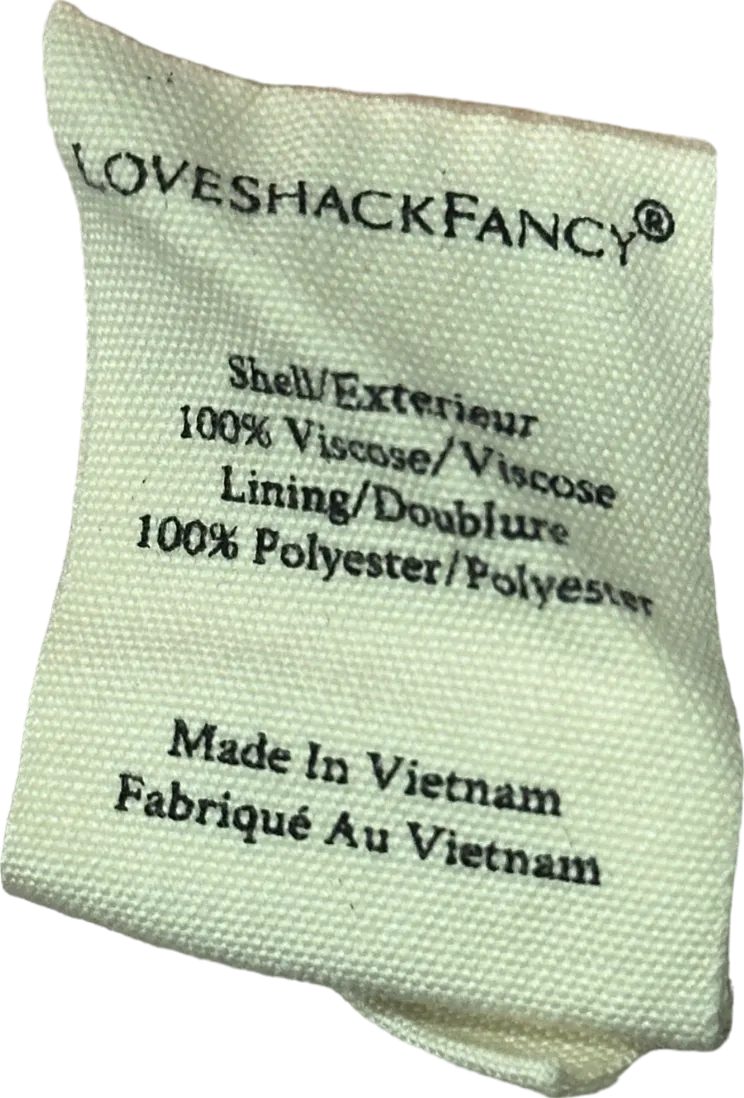 LOVESHACKFANCY®
Shell/Exterieur
100% Viscose/Viscose
Lining/Doublure
100% Polyester/Polyester
Made In Vietnam
Fabriqué Au Vietnam